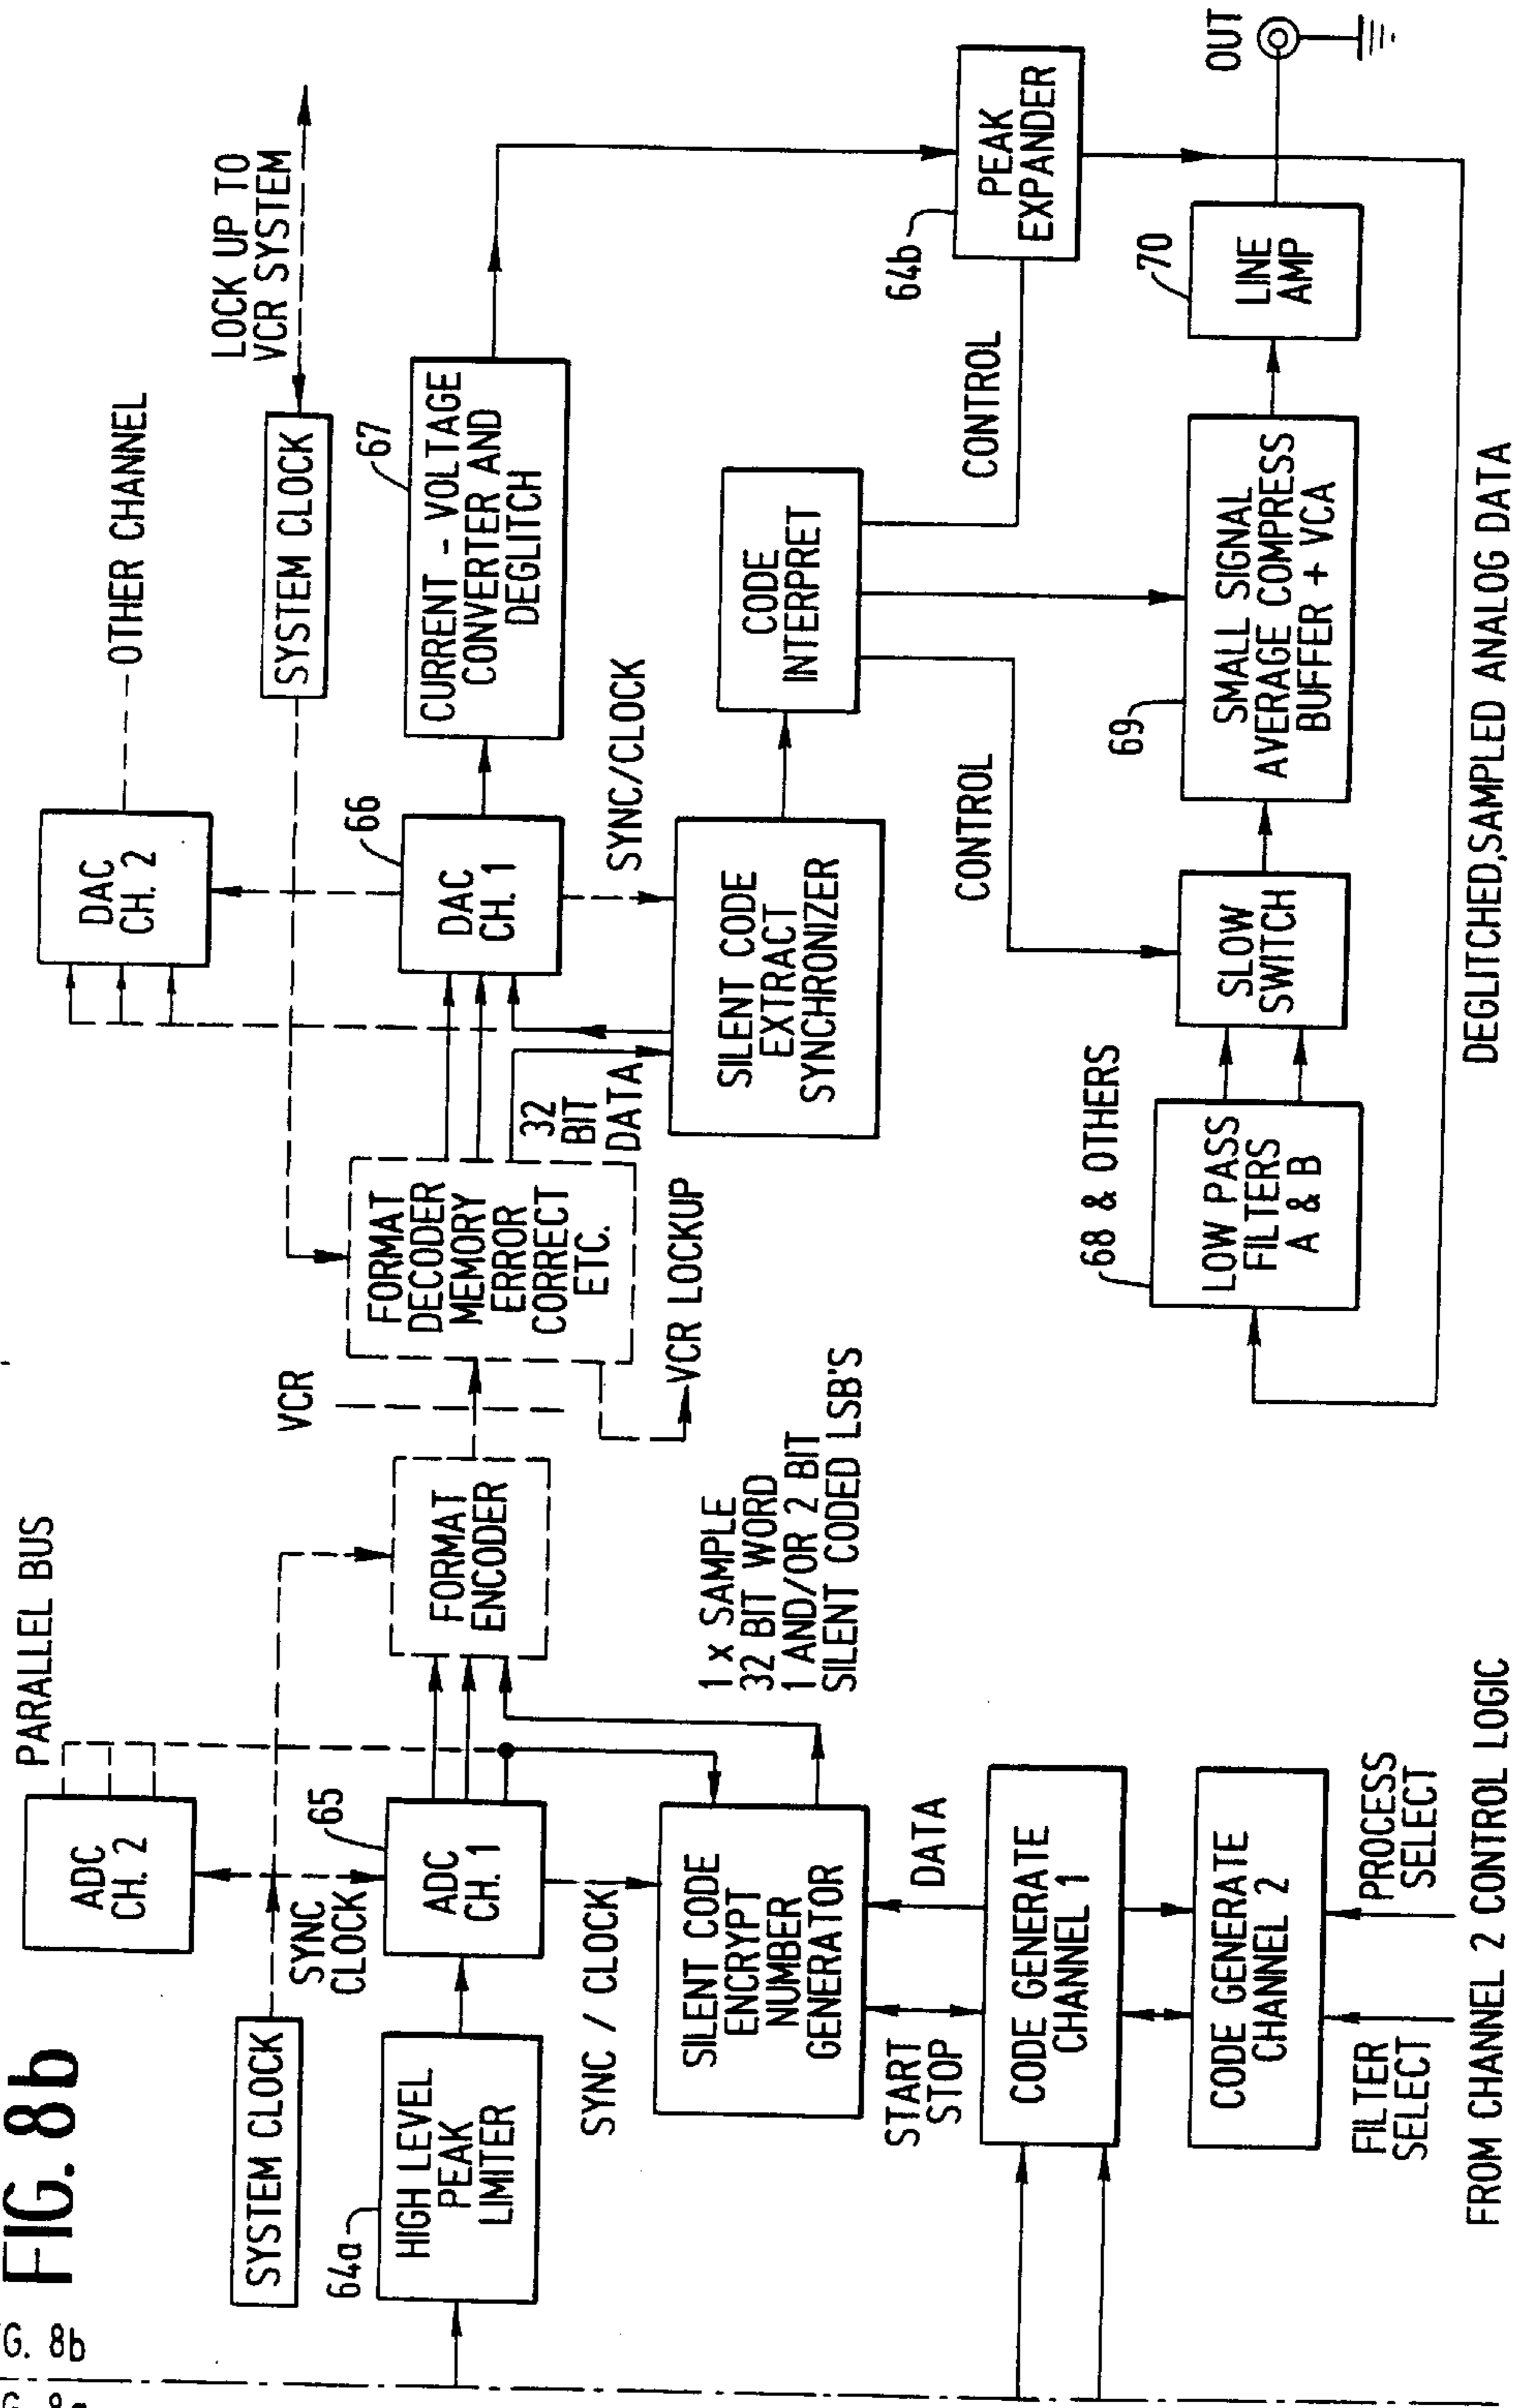 FIG. 8b
G. 8b
G. 8a
PARALLEL BUS
SYSTEM CLOCK
ADC
CH. 2
SYNC
CLOCK
64a
HIGH LEVEL
PEAK
LIMITER
65
ADC
CH. 1
SYNC / CLOCK
SILENT CODE
ENCRYPT
NUMBER
GENERATOR
START
STOP
DATA
CODE GENERATE
CHANNEL 1
CODE GENERATE
CHANNEL 2
FILTER
SELECT
PROCESS
SELECT
FROM CHANNEL 2 CONTROL LOGIC
FORMAT
ENCODER
1 x SAMPLE
32 BIT WORD
1 AND/OR 2 BIT
SILENT CODED LSB'S
VCR
FORMAT
DECODER
MEMORY
ERROR
CORRECT
ETC.
VCR LOCKUP
32
BIT
DATA
DAC
CH. 2
OTHER CHANNEL
SYSTEM CLOCK
LOCK UP TO
VCR SYSTEM
66
DAC
CH. 1
SYNC/CLOCK
67
CURRENT - VOLTAGE
CONVERTER AND
DEGLITCH
SILENT CODE
EXTRACT
SYNCHRONIZER
CODE
INTERPRET
CONTROL
CONTROL
64b
PEAK
EXPANDER
68 & OTHERS
LOW PASS
FILTERS
A & B
SLOW
SWITCH
69
SMALL SIGNAL
AVERAGE COMPRESS
BUFFER + VCA
70
LINE
AMP
OUT
DEGLITCHED,SAMPLED ANALOG DATA